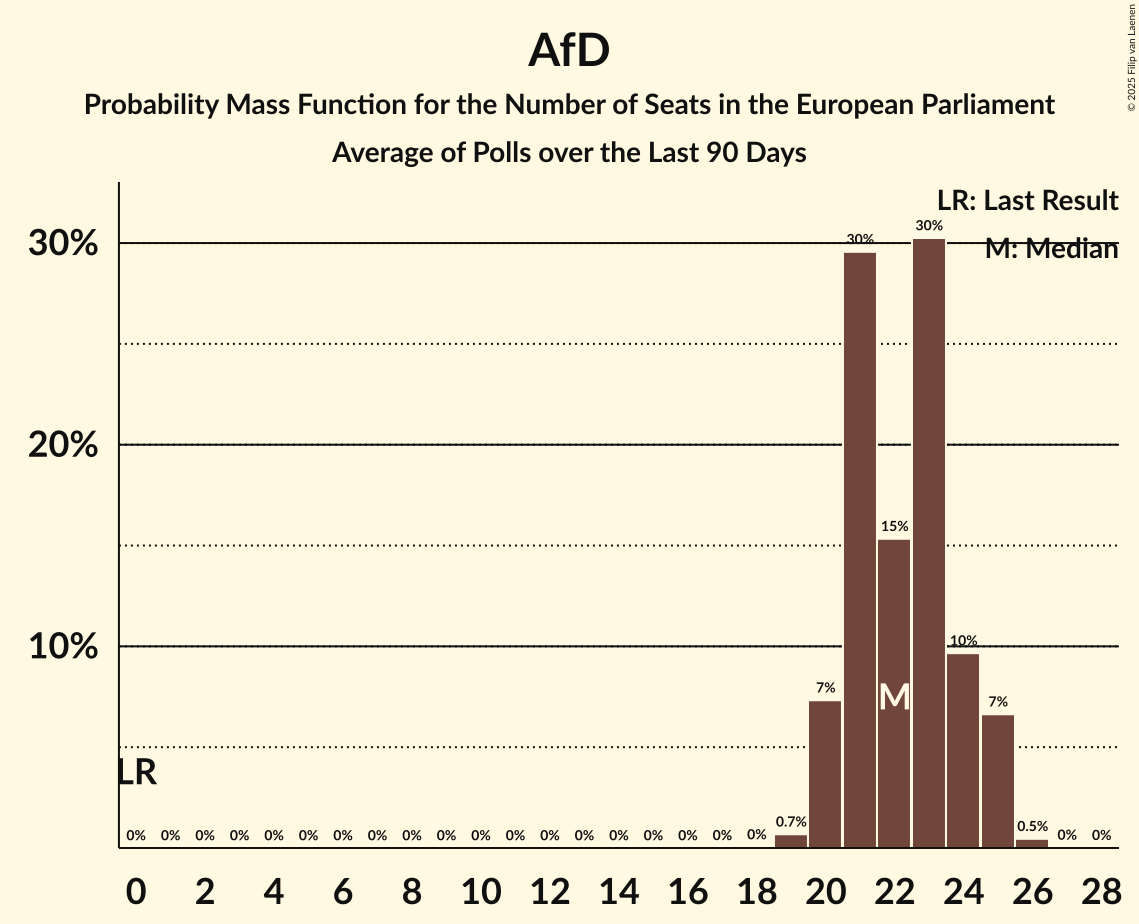 AfD
Probability Mass Function for the Number of Seats in the European Parliament
Average of Polls over the Last 90 Days
© 2025 Filip van Laenen
LR: Last Result
M: Median
30%
20%
10%
30%
30%
15%
10%
7%
7%
M
LR
0% 0% 0% 0% 0% 0% 0% 0% 0% 0% 0% 0% 0% 0% 0% 0% 0% 0% 0% 0.7% 0.5% 0% 0%
0 2 4 6 8 10 12 14 16 18 20 22 24 26 28